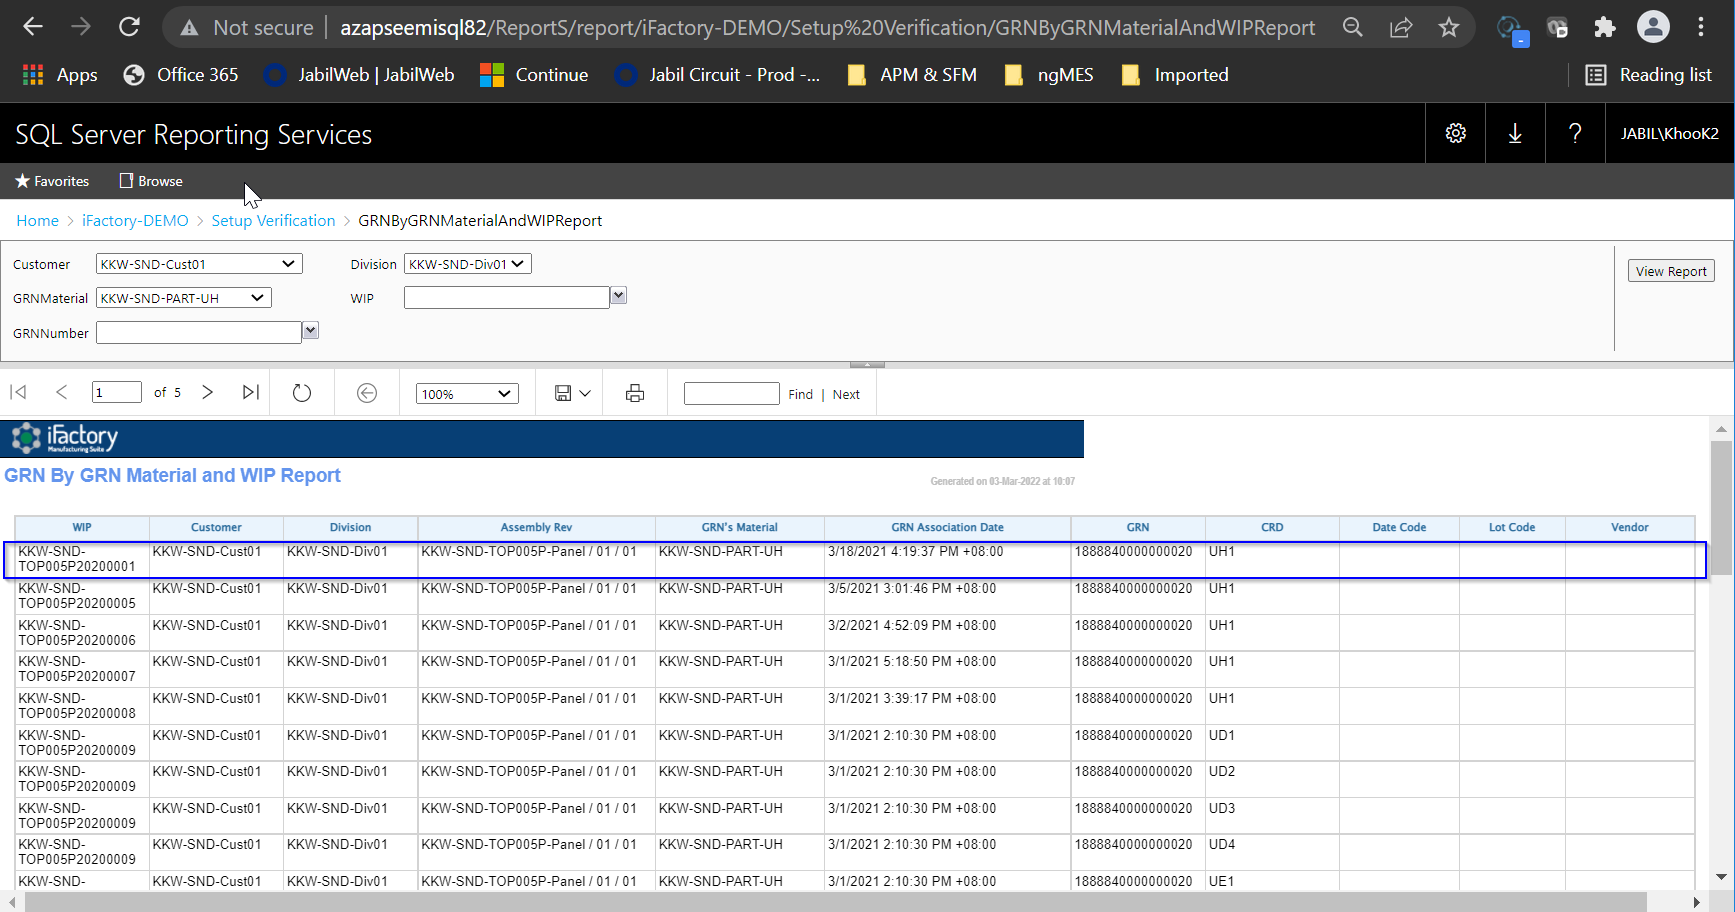 Not secure | azapseemisql82/ReportS/report/iFactory-DEMO/Setup%20Verification/GRNByGRNMaterialAndWIPReport
Apps Office 365 JabilWeb | JabilWeb Continue Jabil Circuit - Prod -... APM & SFM ngMES Imported Reading list
SQL Server Reporting Services ? JABIL\KhooK2
Favorites Browse
Home > iFactory-DEMO > Setup Verification > GRNByGRNMaterialAndWIPReport
Customer KKW-SND-Cust01 Division KKW-SND-Div01 View Report
GRNMaterial KKW-SND-PART-UH WIP
GRNNumber
1 of 5 100% Find | Next
iFactory
Manufacturing Suite
GRN By GRN Material and WIP Report
Generated on 03-Mar-2022 at 10:07
WIP Customer Division Assembly Rev GRN's Material GRN Association Date GRN CRD Date Code Lot Code Vendor
KKW-SND- KKW-SND-Cust01 KKW-SND-Div01 KKW-SND-TOP005P-Panel / 01 / 01 KKW-SND-PART-UH 3/18/2021 4:19:37 PM +08:00 1888840000000020 UH1
TOP005P20200001
KKW-SND- KKW-SND-Cust01 KKW-SND-Div01 KKW-SND-TOP005P-Panel / 01 / 01 KKW-SND-PART-UH 3/5/2021 3:01:46 PM +08:00 1888840000000020 UH1
TOP005P20200005
KKW-SND- KKW-SND-Cust01 KKW-SND-Div01 KKW-SND-TOP005P-Panel / 01 / 01 KKW-SND-PART-UH 3/2/2021 4:52:09 PM +08:00 1888840000000020 UH1
TOP005P20200006
KKW-SND- KKW-SND-Cust01 KKW-SND-Div01 KKW-SND-TOP005P-Panel / 01 / 01 KKW-SND-PART-UH 3/1/2021 5:18:50 PM +08:00 1888840000000020 UH1
TOP005P20200007
KKW-SND- KKW-SND-Cust01 KKW-SND-Div01 KKW-SND-TOP005P-Panel / 01 / 01 KKW-SND-PART-UH 3/1/2021 3:39:17 PM +08:00 1888840000000020 UH1
TOP005P20200008
KKW-SND- KKW-SND-Cust01 KKW-SND-Div01 KKW-SND-TOP005P-Panel / 01 / 01 KKW-SND-PART-UH 3/1/2021 2:10:30 PM +08:00 1888840000000020 UD1
TOP005P20200009
KKW-SND- KKW-SND-Cust01 KKW-SND-Div01 KKW-SND-TOP005P-Panel / 01 / 01 KKW-SND-PART-UH 3/1/2021 2:10:30 PM +08:00 1888840000000020 UD2
TOP005P20200009
KKW-SND- KKW-SND-Cust01 KKW-SND-Div01 KKW-SND-TOP005P-Panel / 01 / 01 KKW-SND-PART-UH 3/1/2021 2:10:30 PM +08:00 1888840000000020 UD3
TOP005P20200009
KKW-SND- KKW-SND-Cust01 KKW-SND-Div01 KKW-SND-TOP005P-Panel / 01 / 01 KKW-SND-PART-UH 3/1/2021 2:10:30 PM +08:00 1888840000000020 UD4
TOP005P20200009
KKW-SND- KKW-SND-Cust01 KKW-SND-Div01 KKW-SND-TOP005P-Panel / 01 / 01 KKW-SND-PART-UH 3/1/2021 2:10:30 PM +08:00 1888840000000020 UE1